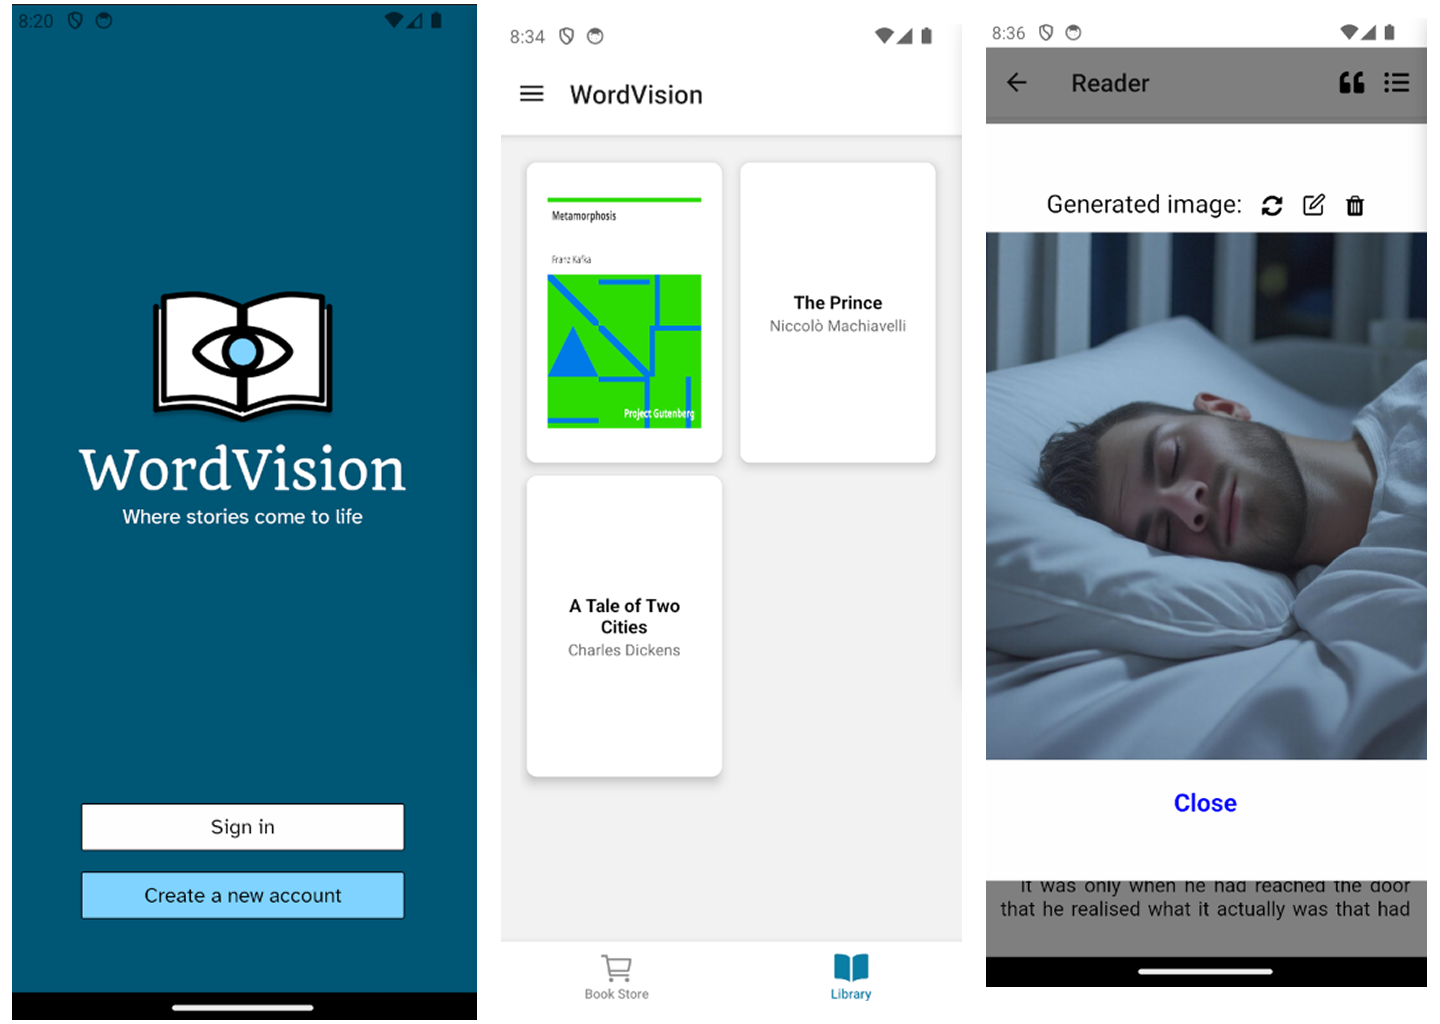 8:20
WordVision
Where stories come to life
Sign in
Create a new account
8:34
WordVision
Metamorphosis
Franz Kafka
Project Gutenberg
The Prince
Niccolò Machiavelli
A Tale of Two
Cities
Charles Dickens
Book Store
Library
8:36
Reader
Generated image:
Close
It was only when he had reached the door
that he realised what it actually was that had